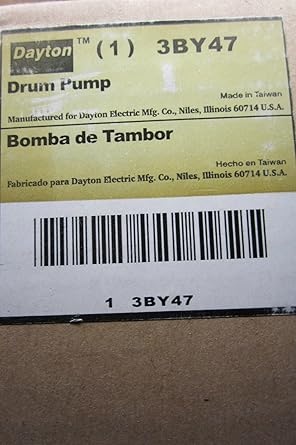 Dayton™ (1) 3BY47
Drum Pump
Made in Taiwan
Manufactured for Dayton Electric Mfg. Co., Niles, Illinois 60714 U.S.A.
Bomba de Tambor
Hecho en Taiwan
Fabricado para Dayton Electric Mfg. Co., Niles, Illinois 60714 U.S.A.
1 3BY47